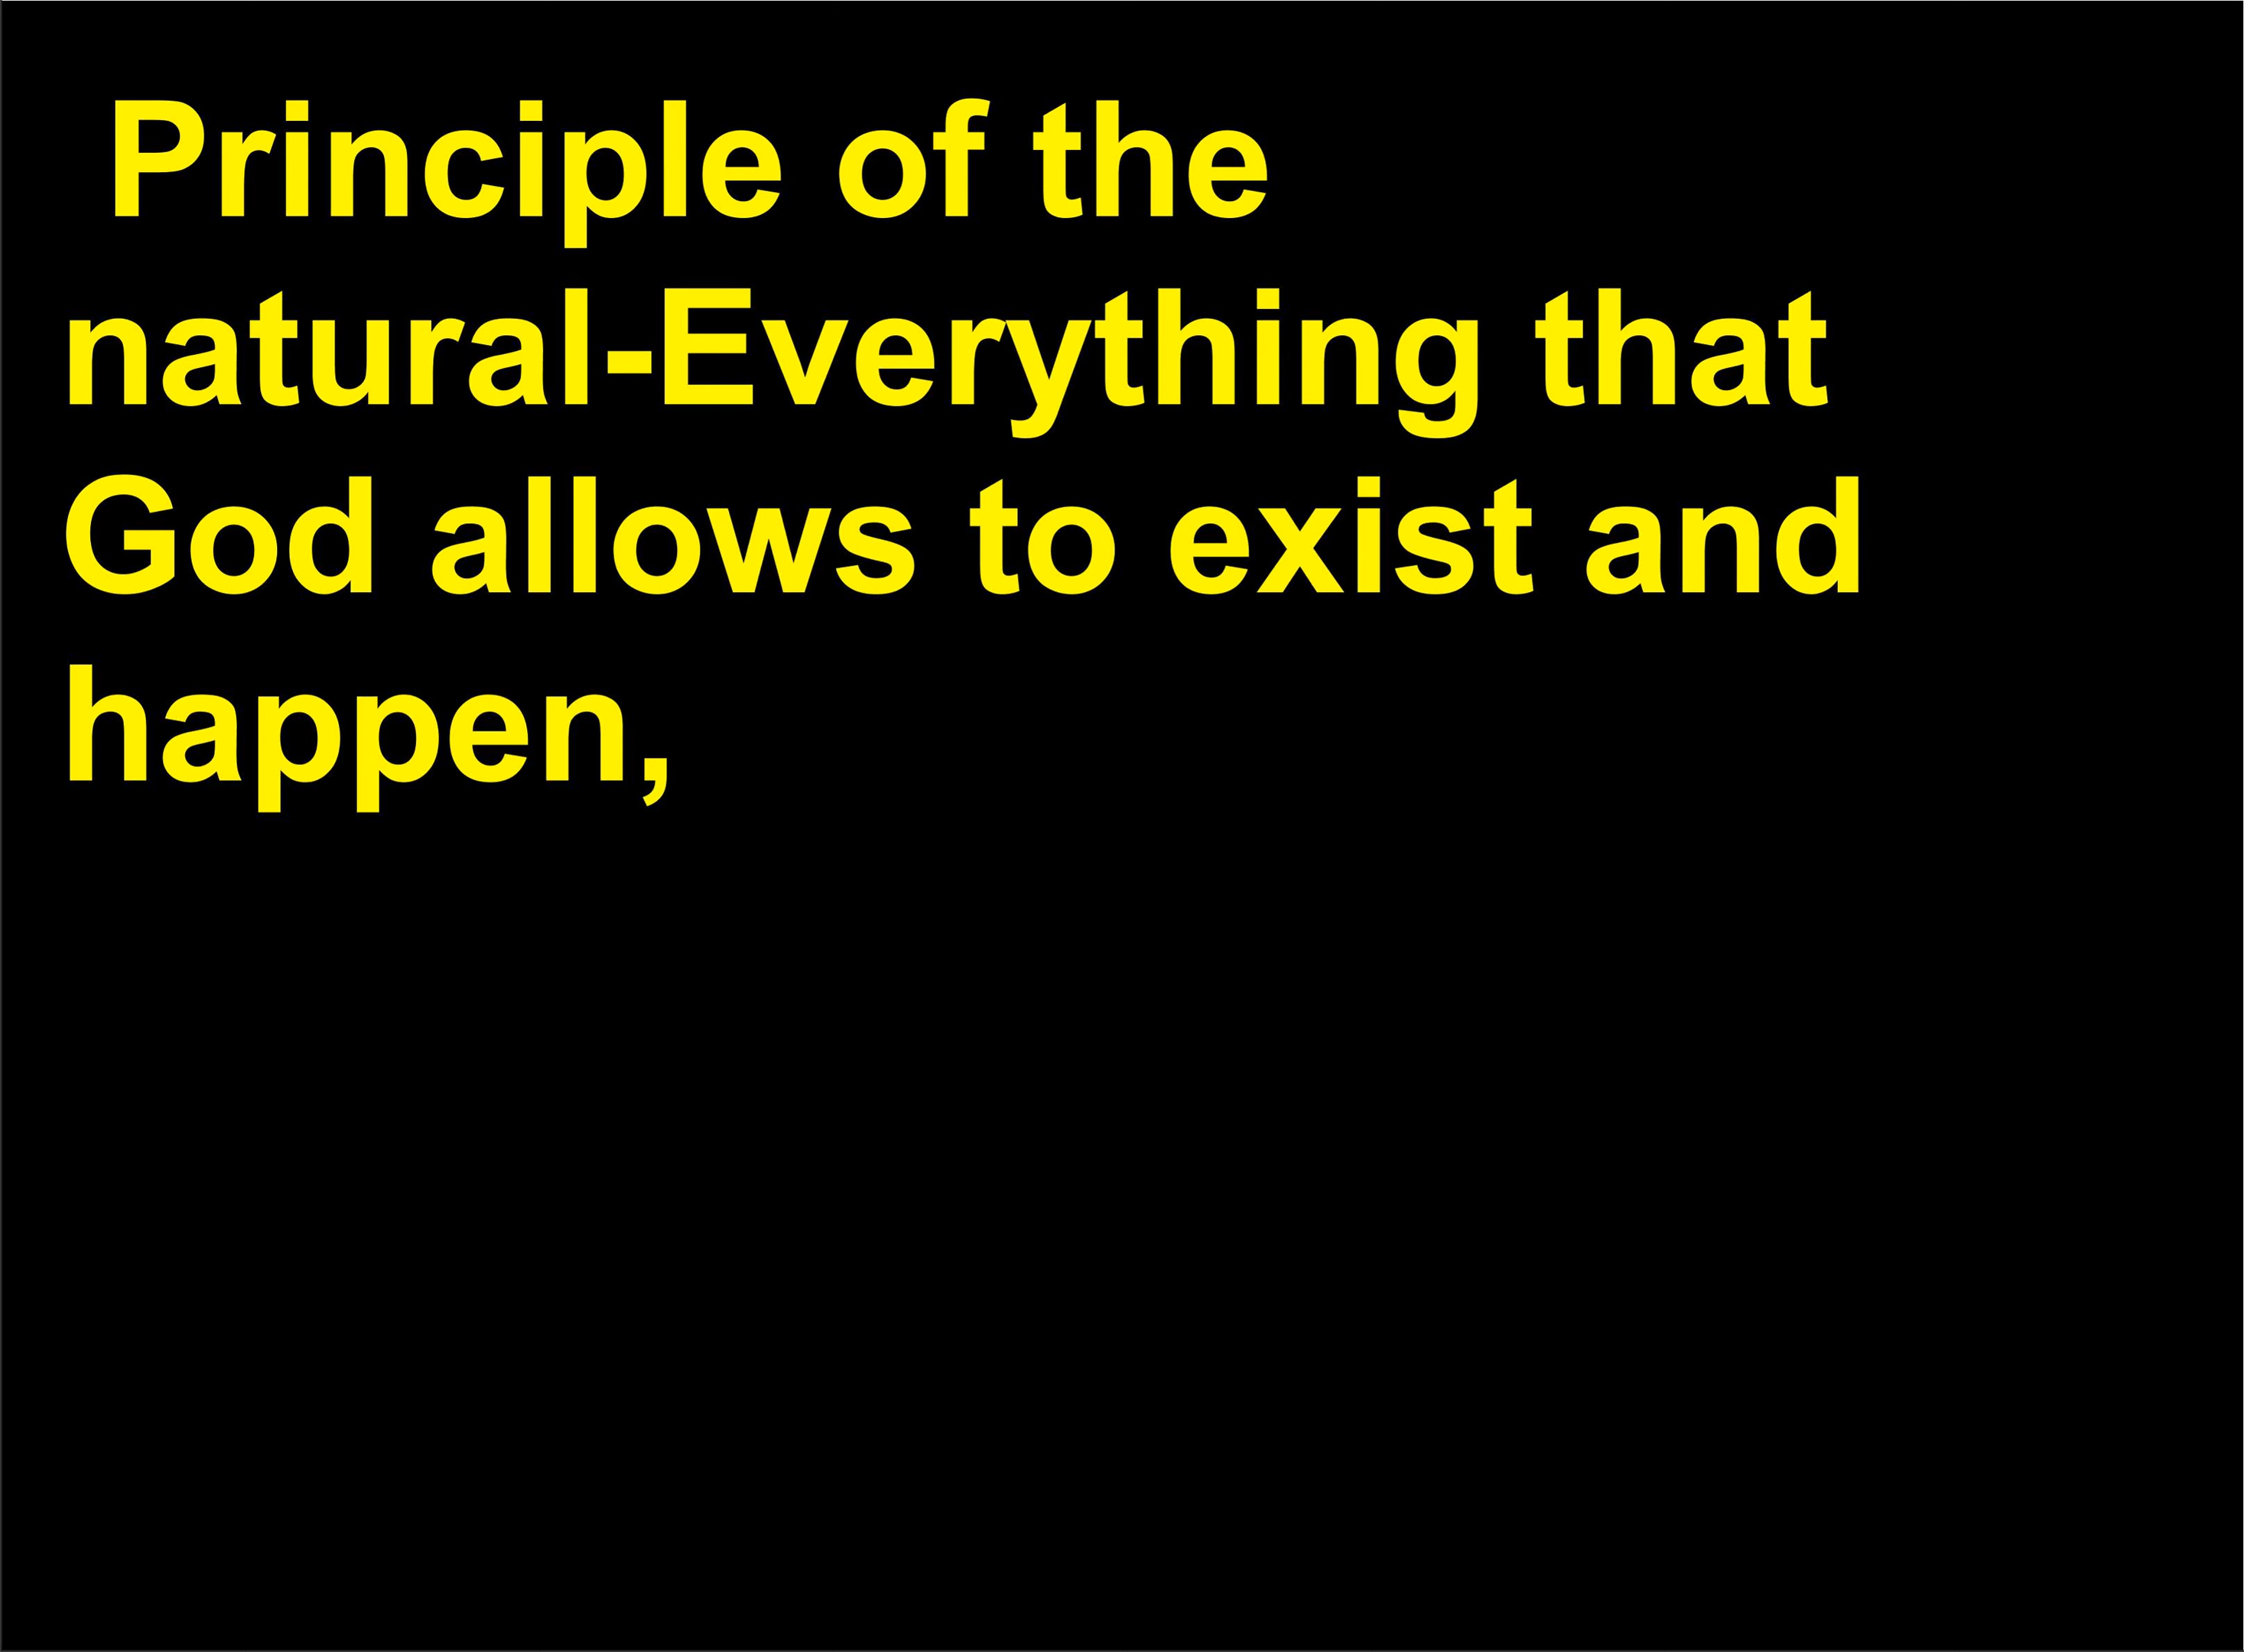 Principle of the
natural-Everything that
God allows to exist and
happen,